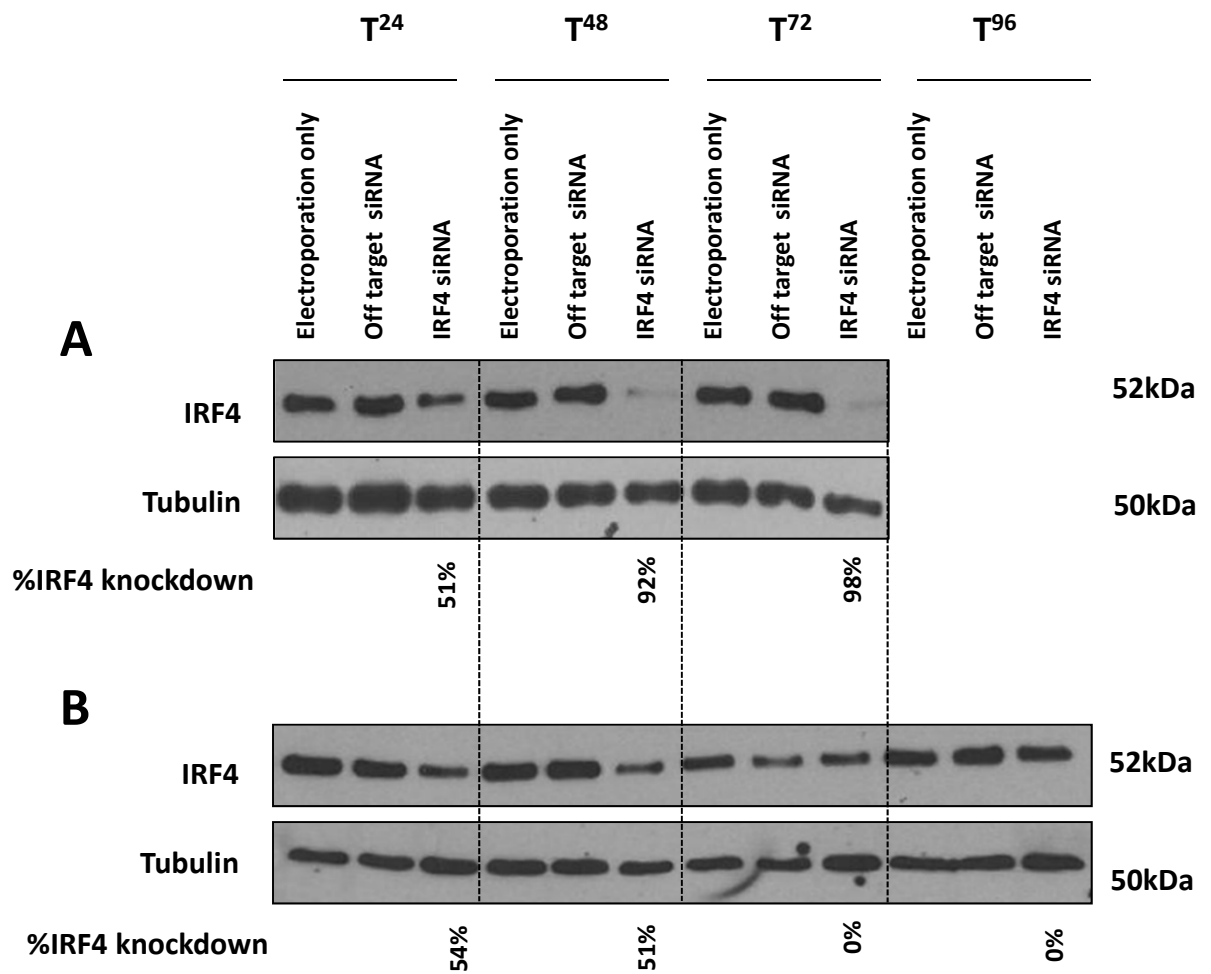 T24 T48 T72 T96
Electroporation only
Off target siRNA
IRF4 siRNA
Electroporation only
Off target siRNA
IRF4 siRNA
Electroporation only
Off target siRNA
IRF4 siRNA
Electroporation only
Off target siRNA
IRF4 siRNA
A
IRF4 52kDa
Tubulin 50kDa
%IRF4 knockdown 51% 92% 98%
B
IRF4 52kDa
Tubulin 50kDa
%IRF4 knockdown 54% 51% 0% 0%